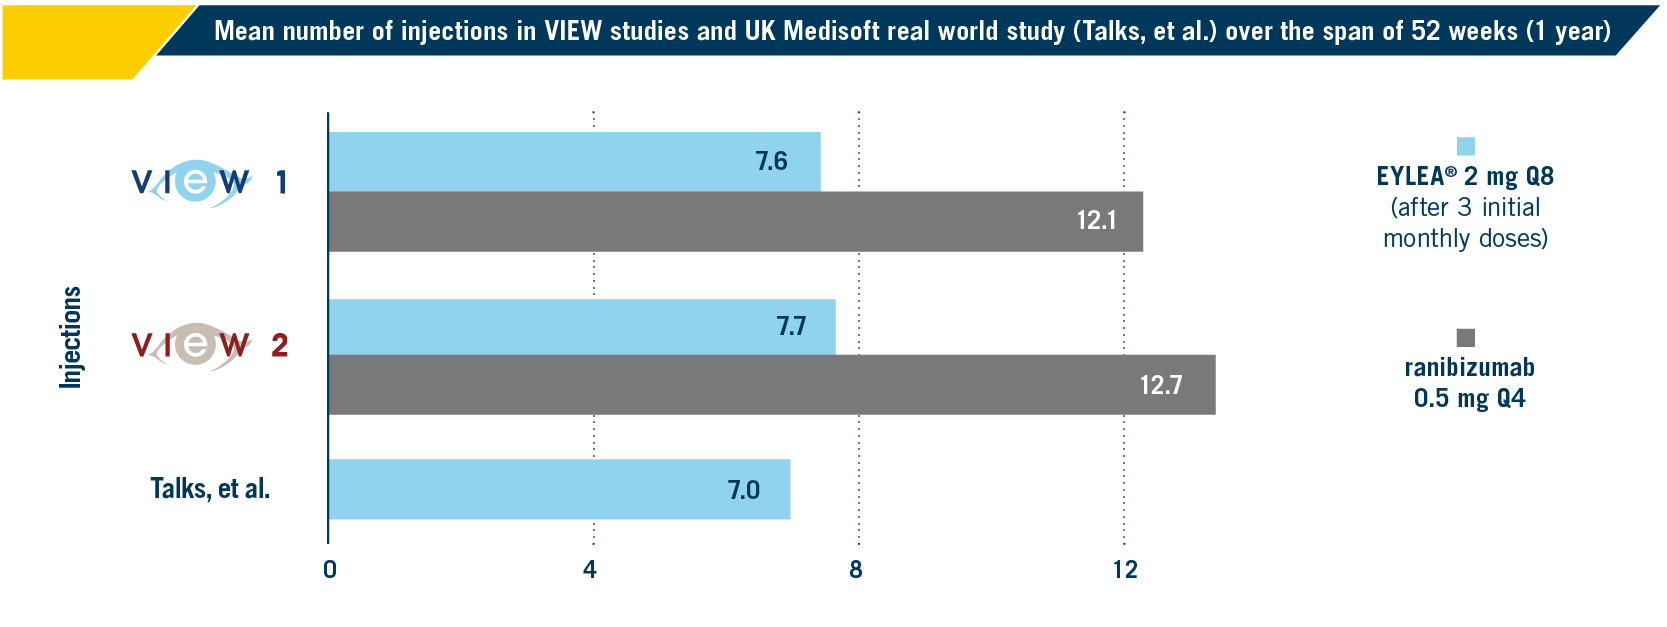 Mean number of injections in VIEW studies and UK Medisoft real world study (Talks, et al.) over the span of 52 weeks (1 year)
VIEW 1
7.6
12.1
EYLEA® 2 mg Q8
(after 3 initial
monthly doses)
Injections
VIEW 2
7.7
12.7
ranibizumab
0.5 mg Q4
Talks, et al.
7.0
0 4 8 12